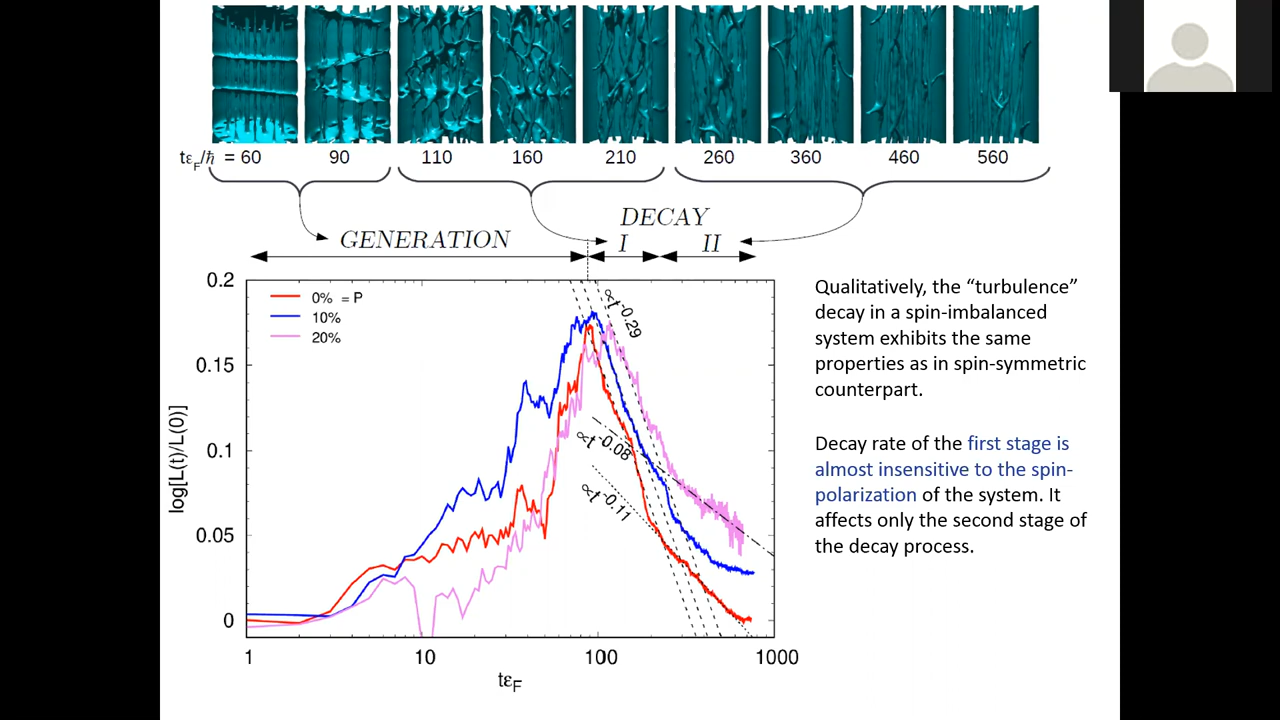 tεF/ħ = 60 90 110 160 210 260 360 460 560
DECAY
GENERATION I II
0.2
0.15
0.1
0.05
0
log[L(t)/L(0)]
0% = P
10%
20%
∝t-0.29
∝t-0.08
∝t-0.11
1 10 100 1000
tεF
Qualitatively, the “turbulence”
decay in a spin-imbalanced
system exhibits the same
properties as in spin-symmetric
counterpart.
Decay rate of the first stage is
almost insensitive to the spin-
polarization of the system. It
affects only the second stage of
the decay process.